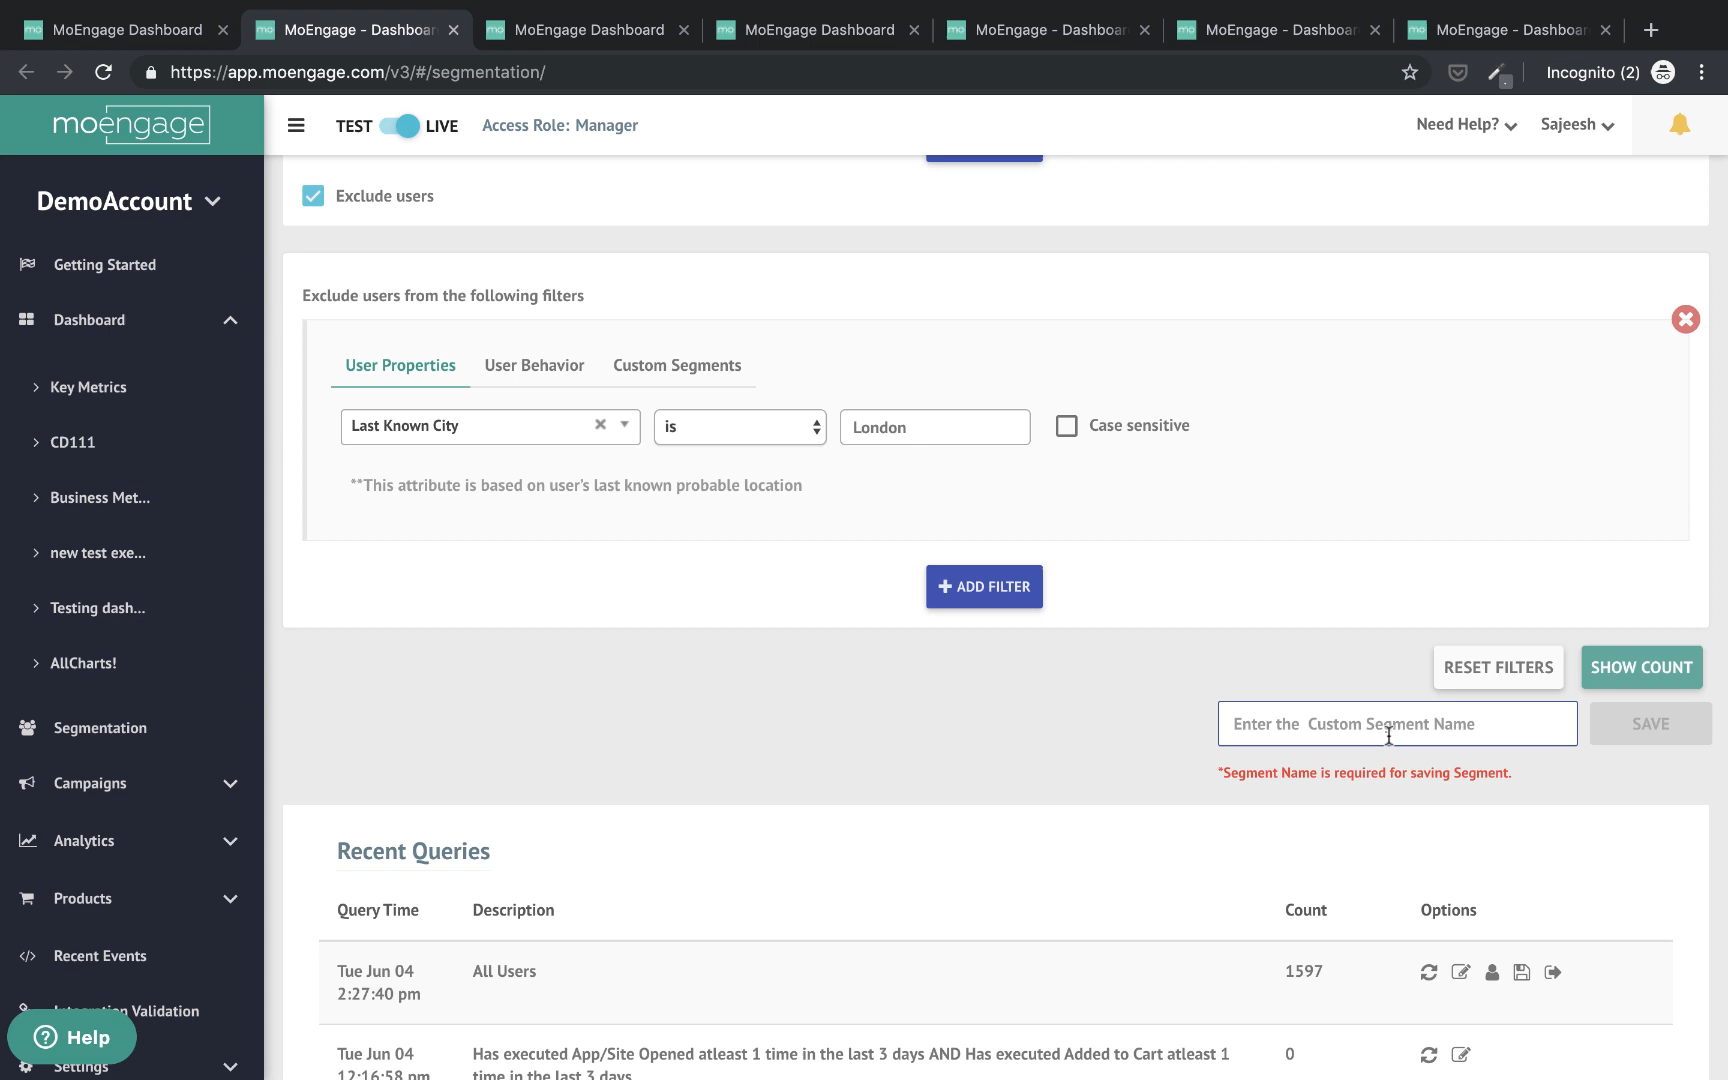 MoEngage Dashboard
MoEngage - Dashboar
MoEngage Dashboard
MoEngage Dashboard
MoEngage - Dashboar
MoEngage - Dashboar
MoEngage - Dashboar
https://app.moengage.com/v3/#/segmentation/
Incognito (2)
moengage
TEST LIVE Access Role: Manager
Need Help? Sajeesh
DemoAccount
Getting Started
Dashboard
Key Metrics
CD111
Business Met...
new test exe...
Testing dash...
AllCharts!
Segmentation
Campaigns
Analytics
Products
Recent Events
Integration Validation
Help
Settings
Exclude users
Exclude users from the following filters
User Properties User Behavior Custom Segments
Last Known City is London Case sensitive
**This attribute is based on user's last known probable location
ADD FILTER
RESET FILTERS SHOW COUNT
Enter the Custom Segment Name SAVE
*Segment Name is required for saving Segment.
Recent Queries
Query Time Description Count Options
Tue Jun 04 All Users 1597
2:27:40 pm
Tue Jun 04 Has executed App/Site Opened atleast 1 time in the last 3 days AND Has executed Added to Cart atleast 1 0
12:16:58 pm time in the last 3 days